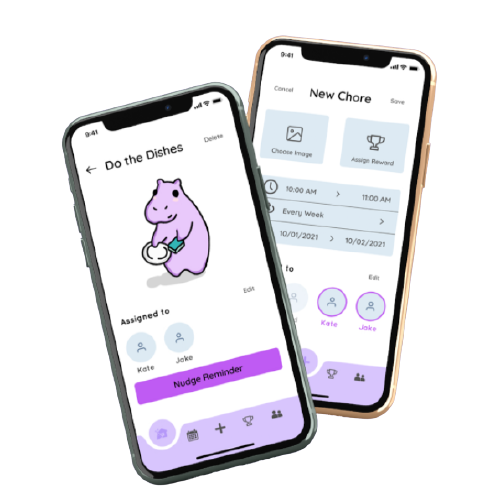 9:41
Delete
Do the Dishes
Edit
Assigned to
Kate
Jake
Nudge Reminder
9:41
Cancel
New Chore
Save
Choose Image
Assign Reward
10:00 AM
11:00 AM
Every Week
10/01/2021
10/02/2021
to
Edit
Kate
Jake